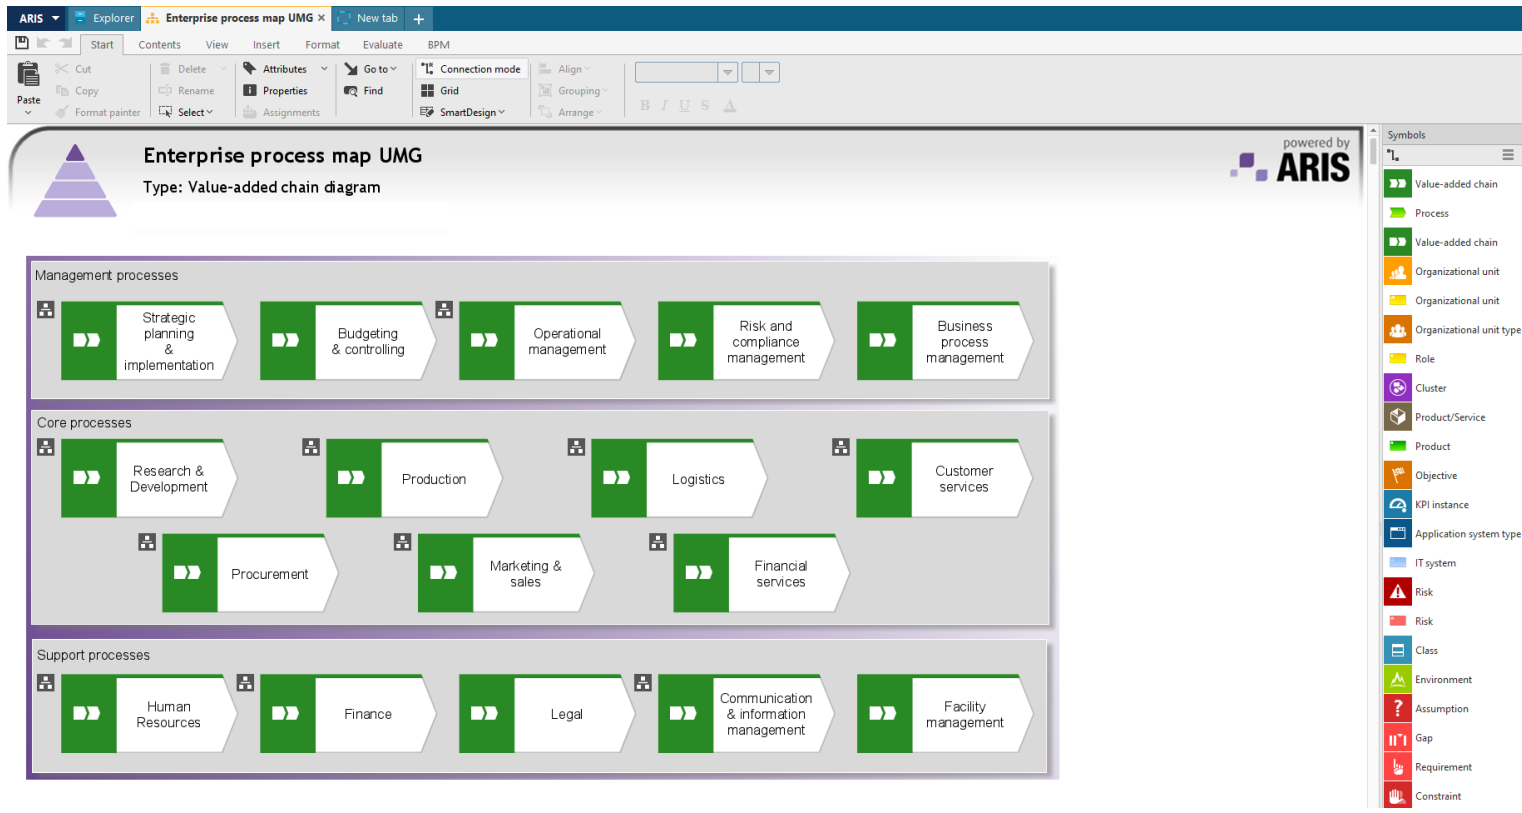 ARIS Explorer Enterprise process map UMG × New tab +
Start Contents View Insert Format Evaluate BPM
Paste
Cut
Copy
Format painter
Delete
Rename
Select
Attributes
Properties
Assignments
Go to
Find
Connection mode
Grid
SmartDesign
Align
Grouping
Arrange
B I U S A
Enterprise process map UMG
Type: Value-added chain diagram
powered by
ARIS
Management processes
Strategic
planning
&
implementation
Budgeting
& controlling
Operational
management
Risk and
compliance
management
Business
process
management
Core processes
Research &
Development
Production
Logistics
Customer
services
Procurement
Marketing &
sales
Financial
services
Support processes
Human
Resources
Finance
Legal
Communication
& information
management
Facility
management
Symbols
Value-added chain
Process
Value-added chain
Organizational unit
Organizational unit
Organizational unit type
Role
Cluster
Product/Service
Product
Objective
KPI instance
Application system type
IT system
Risk
Risk
Class
Environment
Assumption
Gap
Requirement
Constraint